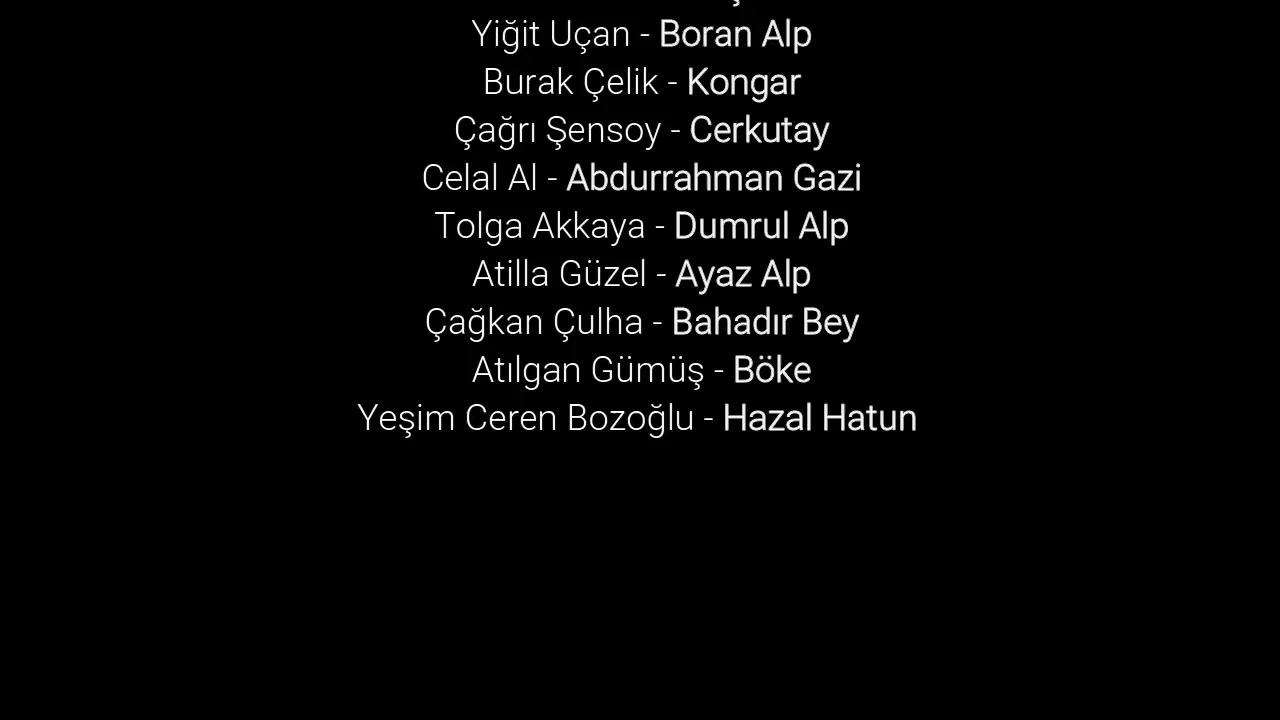 Yiğit Uçan - Boran Alp
Burak Çelik - Kongar
Çağrı Şensoy - Cerkutay
Celal Al - Abdurrahman Gazi
Tolga Akkaya - Dumrul Alp
Atilla Güzel - Ayaz Alp
Çağkan Çulha - Bahadır Bey
Atılgan Gümüş - Böke
Yeşim Ceren Bozoğlu - Hazal Hatun